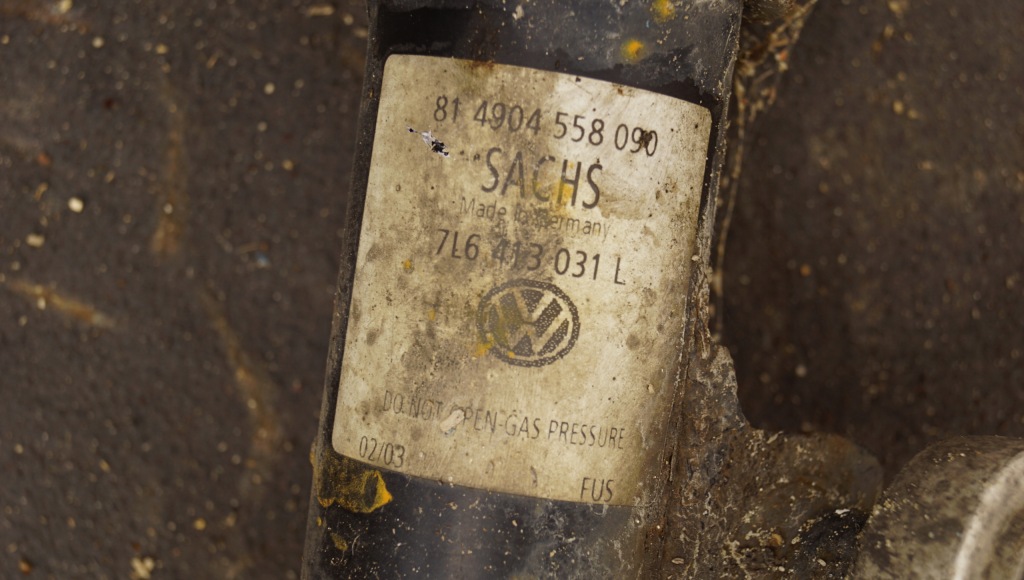 81 4904 558 090
SACHS
Made in Germany
7L6 413 031 L
VW
DO NOT OPEN-GAS PRESSURE
02/03
FUS